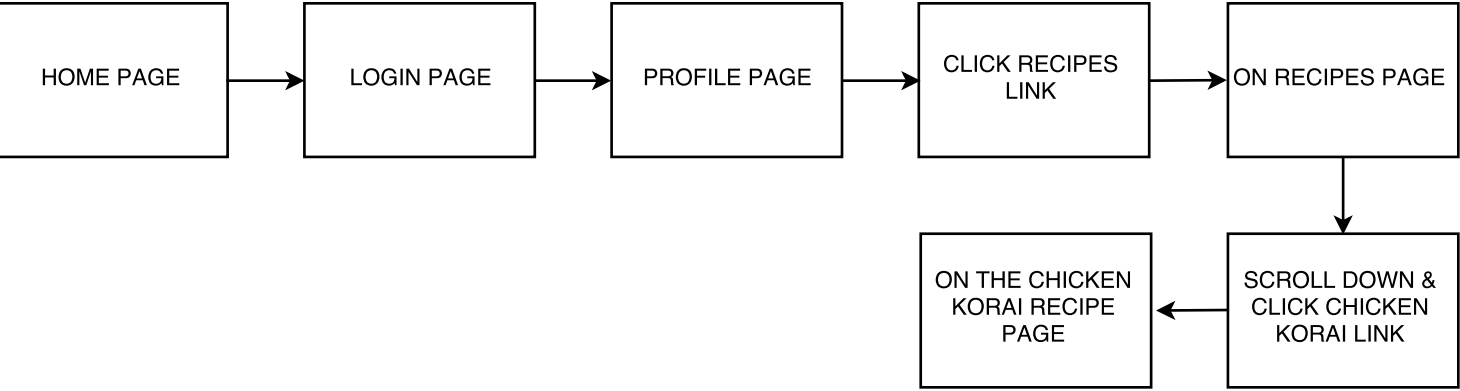 HOME PAGE
LOGIN PAGE
PROFILE PAGE
CLICK RECIPES
LINK
ON RECIPES PAGE
SCROLL DOWN &
CLICK CHICKEN
KORAI LINK
ON THE CHICKEN
KORAI RECIPE
PAGE